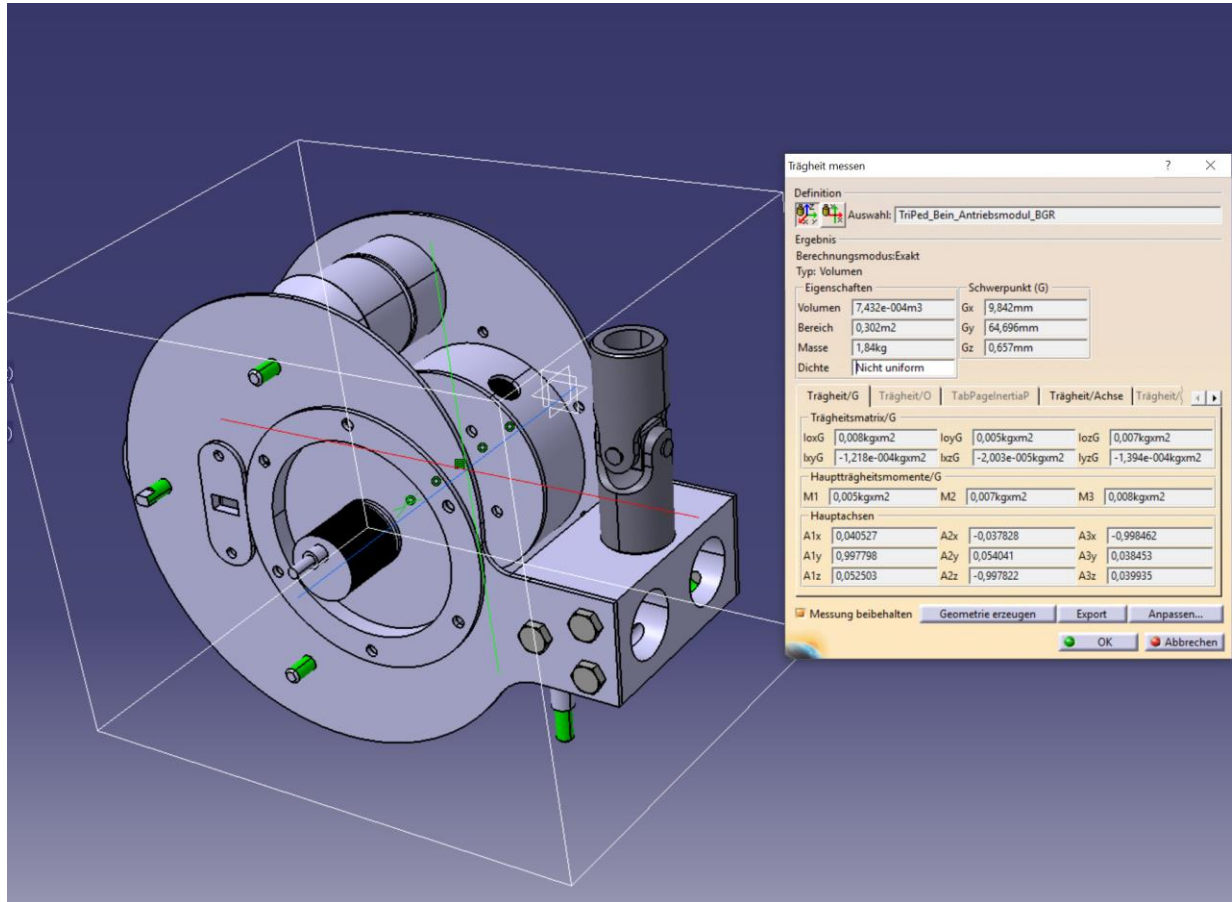 Trägheit messen ? X
Definition
Auswahl: TriPed_Bein_Antriebsmodul_BGR
Ergebnis
Berechnungsmodus:Exakt
Typ: Volumen
Eigenschaften Schwerpunkt (G)
Volumen 7,432e-004m3 Gx 9,842mm
Bereich 0,302m2 Gy 64,696mm
Masse 1,84kg Gz 0,657mm
Dichte Nicht uniform
Trägheit/G Trägheit/O TabPageInertiaP Trägheit/Achse Trägheit/
Trägheitsmatrix/G
IoxG 0,008kgxm2 IoyG 0,005kgxm2 IozG 0,007kgxm2
IxyG -1,218e-004kgxm2 IxzG -2,003e-005kgxm2 IyzG -1,394e-004kgxm2
Hauptträgheitsmomente/G
M1 0,005kgxm2 M2 0,007kgxm2 M3 0,008kgxm2
Hauptachsen
A1x 0,040527 A2x -0,037828 A3x -0,998462
A1y 0,997798 A2y 0,054041 A3y 0,038453
A1z 0,052503 A2z -0,997822 A3z 0,039935
Messung beibehalten Geometrie erzeugen Export Anpassen...
OK Abbrechen